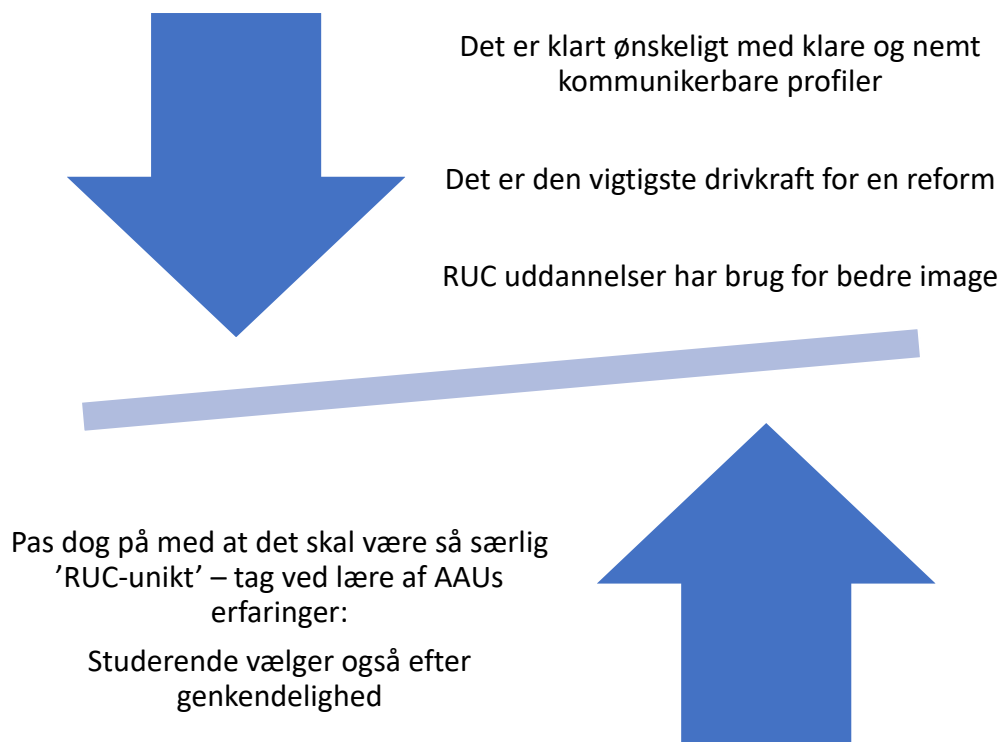 Det er klart ønskeligt med klare og nemt
kommunikerbare profiler
Det er den vigtigste drivkraft for en reform
RUC uddannelser har brug for bedre image
Pas dog på med at det skal være så særlig
’RUC-unikt’ – tag ved lære af AAUs
erfaringer:
Studerende vælger også efter
genkendelighed